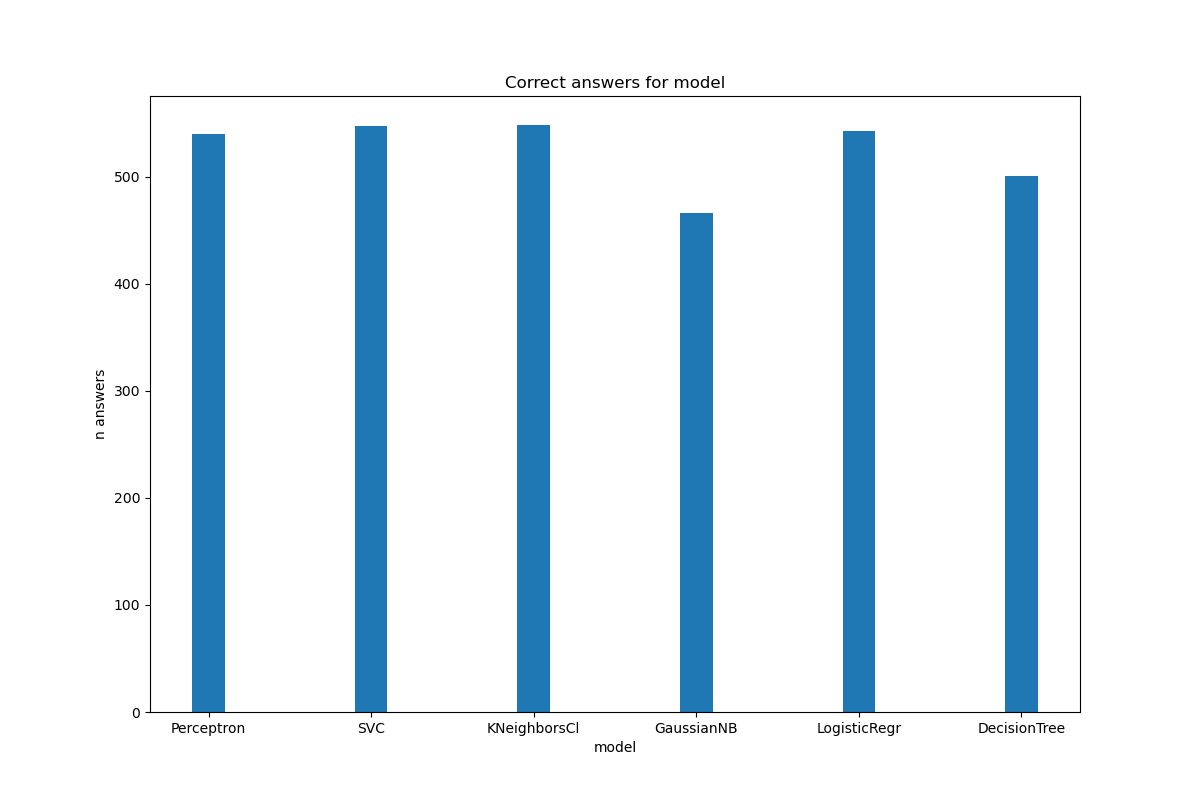 Correct answers for model
500
400
300
200
100
0
n answers
Perceptron SVC KNeighborsCl GaussianNB LogisticRegr DecisionTree
model